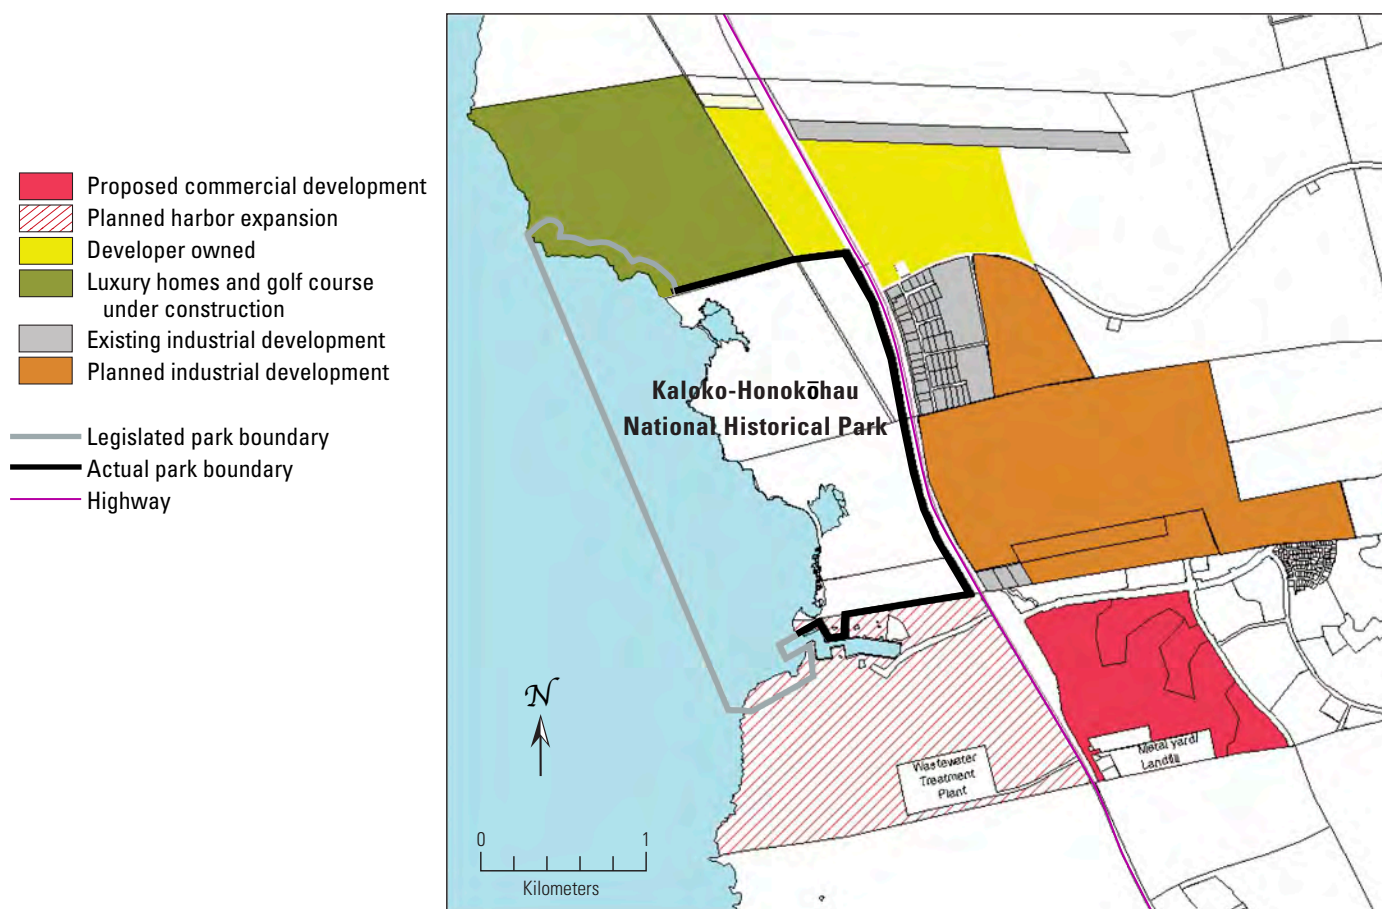 Proposed commercial development
Planned harbor expansion
Developer owned
Luxury homes and golf course
under construction
Existing industrial development
Planned industrial development
Legislated park boundary
Actual park boundary
Highway
Kaloko-Honokōhau
National Historical Park
N
Wastewater
Treatment
Plant
Metal yard/
Landfill
0 1
Kilometers